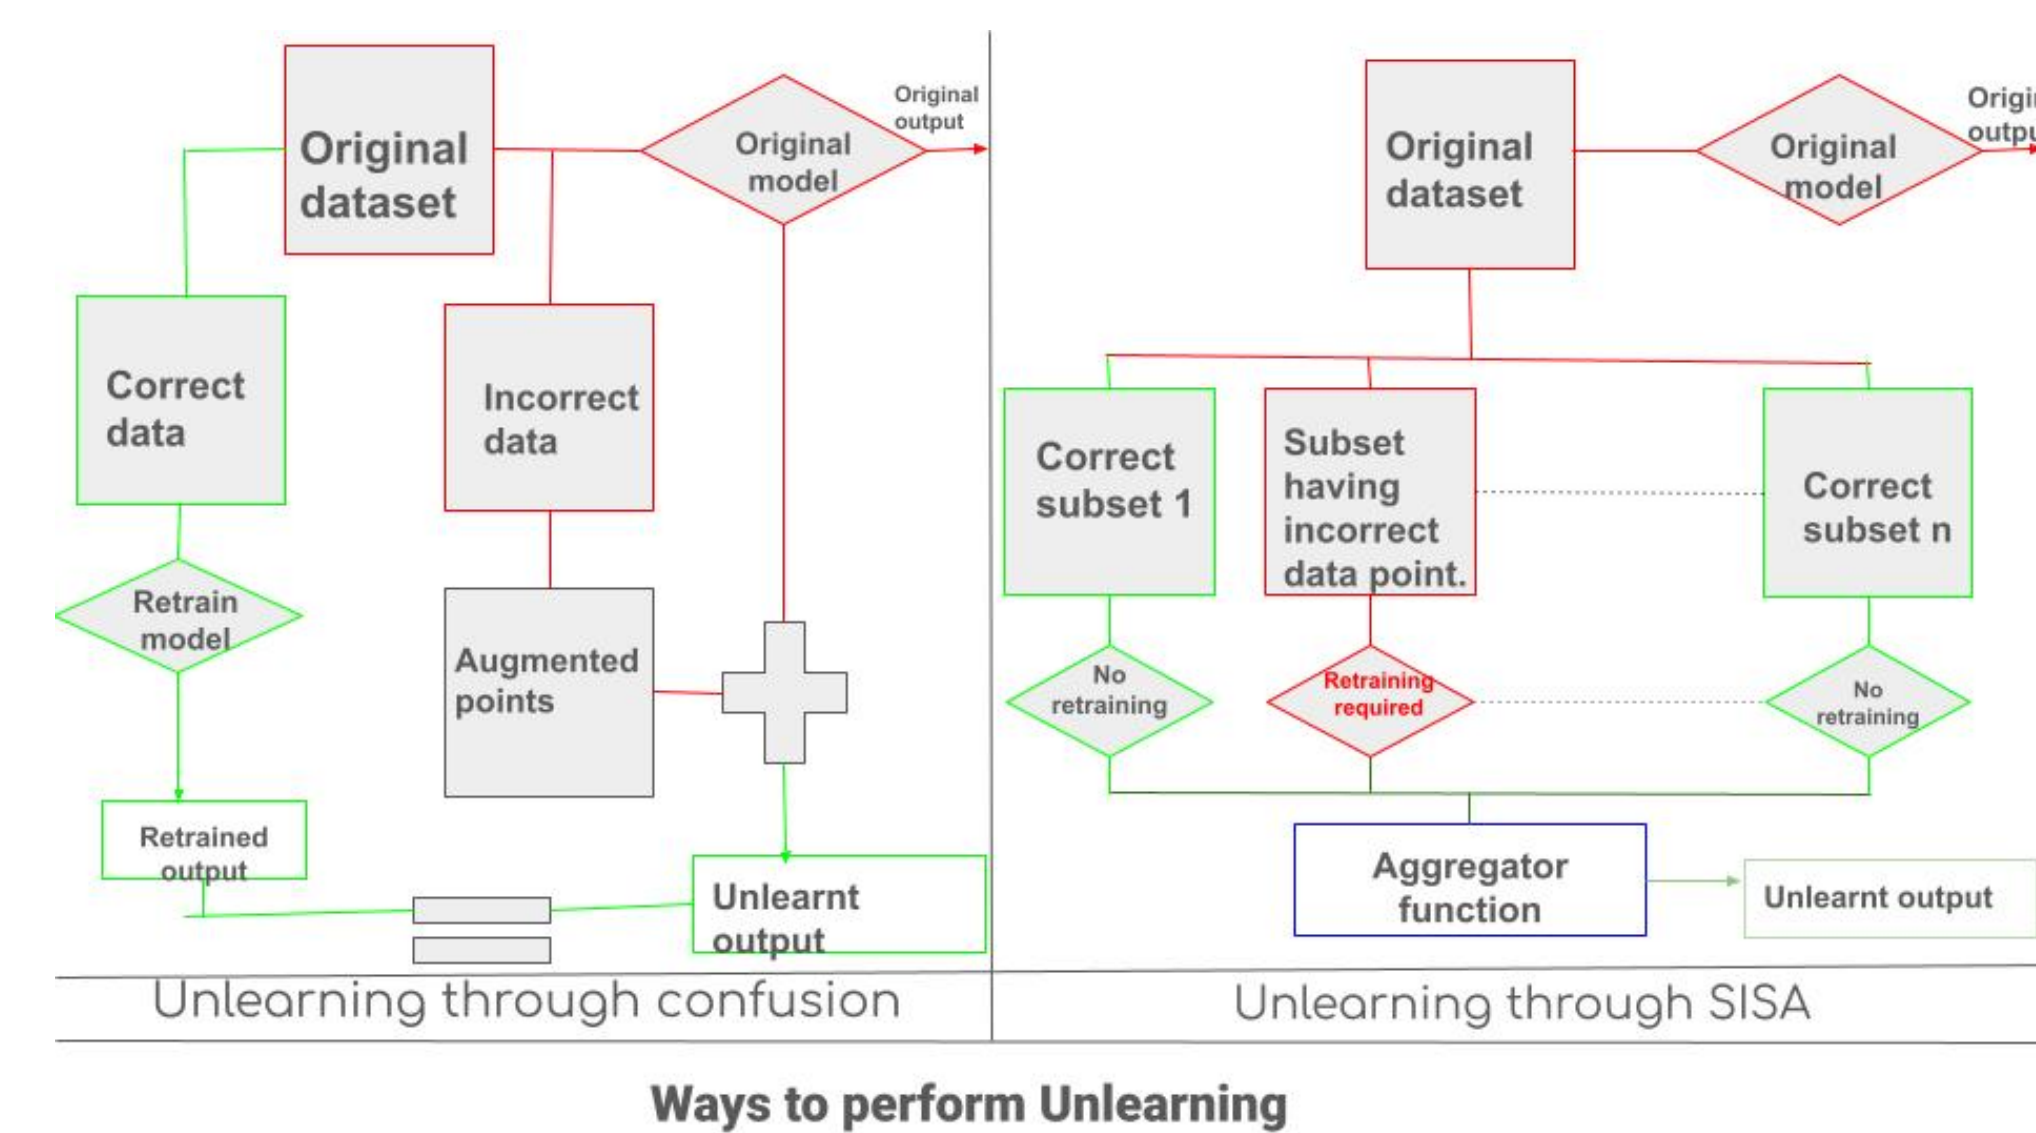 Original
dataset
Original
model
Original
output
Correct
data
Incorrect
data
Retrain
model
Augmented
points
Retrained
output
Unlearnt
output
Unlearning through confusion
Original
dataset
Original
model
Correct
subset 1
Subset
having
incorrect
data point.
Correct
subset n
No
retraining
Retraining
required
No
retraining
Aggregator
function
Unlearnt output
Unlearning through SISA
Ways to perform Unlearning